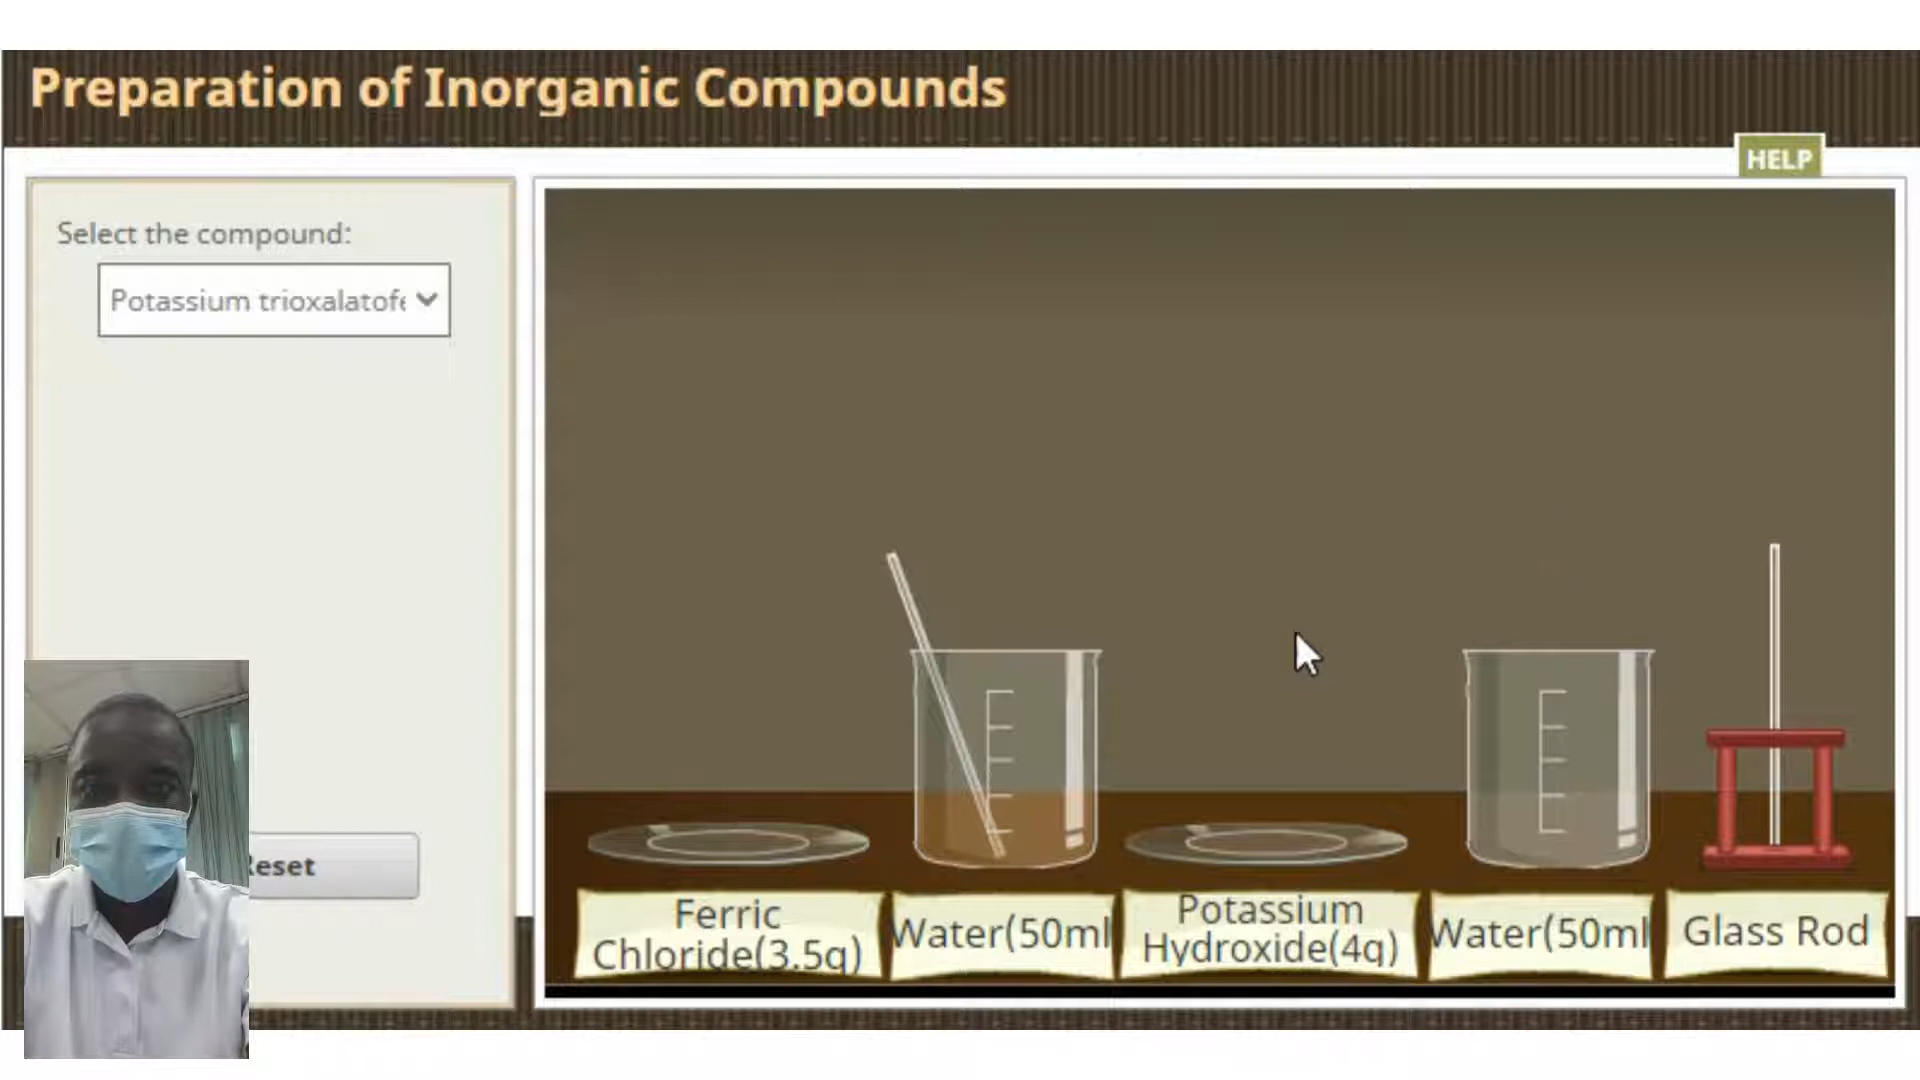 Preparation of Inorganic Compounds
HELP
Select the compound:
Potassium trioxalatofe
Reset
Ferric
Chloride(3.5g)
Water(50ml
Potassium
Hydroxide(4g)
Water(50ml
Glass Rod